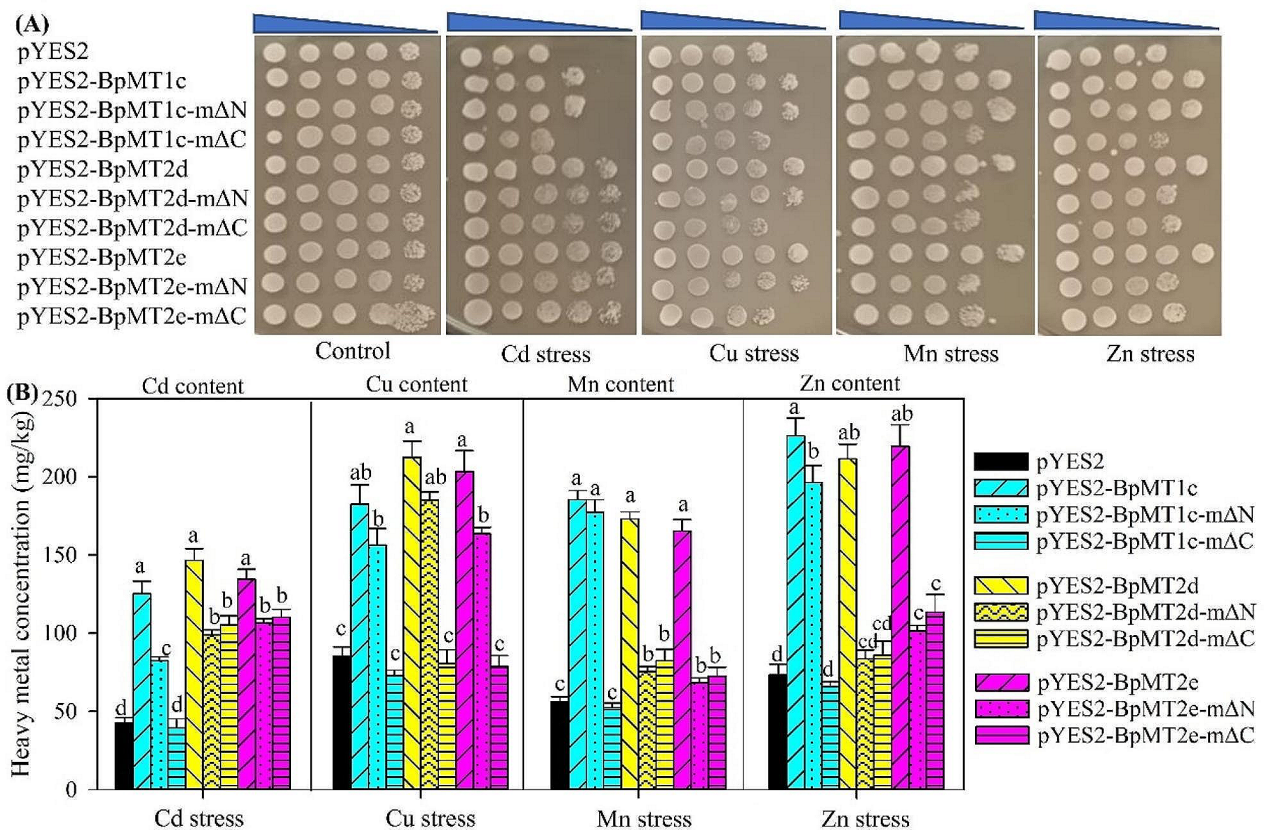 (A)
pYES2
pYES2-BpMT1c
pYES2-BpMT1c-mΔN
pYES2-BpMT1c-mΔC
pYES2-BpMT2d
pYES2-BpMT2d-mΔN
pYES2-BpMT2d-mΔC
pYES2-BpMT2e
pYES2-BpMT2e-mΔN
pYES2-BpMT2e-mΔC
Control Cd stress Cu stress Mn stress Zn stress
(B)
Cd content Cu content Mn content Zn content
Heavy metal concentration (mg/kg)
250
200
150
100
50
0
d a c d a b b a b b
c ab b c a ab c a b c
c a a c a b b a b b
d a b d ab cd cd ab c c
Cd stress Cu stress Mn stress Zn stress
pYES2
pYES2-BpMT1c
pYES2-BpMT1c-mΔN
pYES2-BpMT1c-mΔC
pYES2-BpMT2d
pYES2-BpMT2d-mΔN
pYES2-BpMT2d-mΔC
pYES2-BpMT2e
pYES2-BpMT2e-mΔN
pYES2-BpMT2e-mΔC